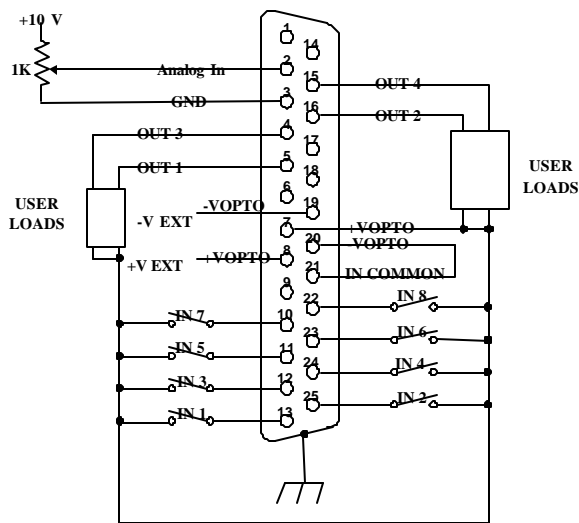 +10 V
1K
Analog In
GND
OUT 3
OUT 1
USER
LOADS
-VOPTO
-V EXT
+V EXT
+VOPTO
IN 7
IN 5
IN 3
IN 1
1
2
3
4
5
6
7
8
9
10
11
12
13
14
15
16
17
18
19
20
21
22
23
24
25
OUT 4
OUT 2
USER
LOADS
+VOPTO
-VOPTO
IN COMMON
IN 8
IN 6
IN 4
IN 2